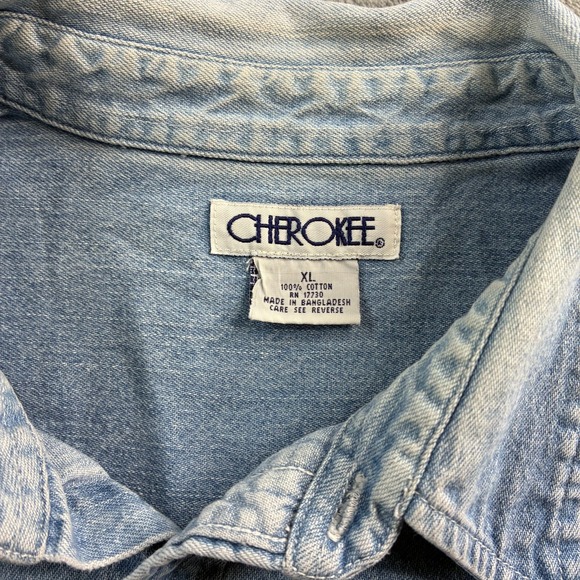 CHEROKEE®
XL
100% COTTON
RN 17730
MADE IN BANGLADESH
CARE SEE REVERSE